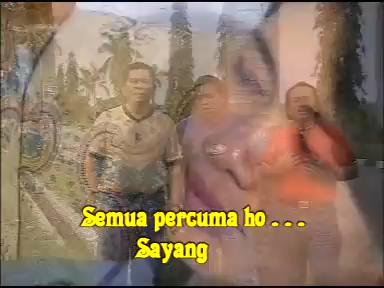 Semua percuma ho . . .
Sayang